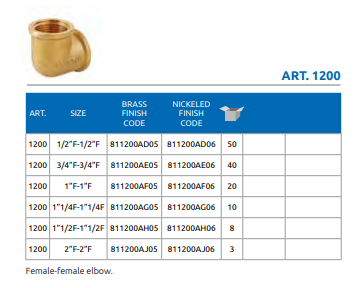 ART. 1200
ART. SIZE BRASS FINISH CODE NICKELED FINISH CODE
1200 1/2"F-1/2"F 811200AD05 811200AD06 50
1200 3/4"F-3/4"F 811200AE05 811200AE06 40
1200 1"F-1"F 811200AF05 811200AF06 20
1200 1"1/4F-1"1/4F 811200AG05 811200AG06 10
1200 1"1/2F-1"1/2F 811200AH05 811200AH06 8
1200 2"F-2"F 811200AJ05 811200AJ06 3
Female-female elbow.